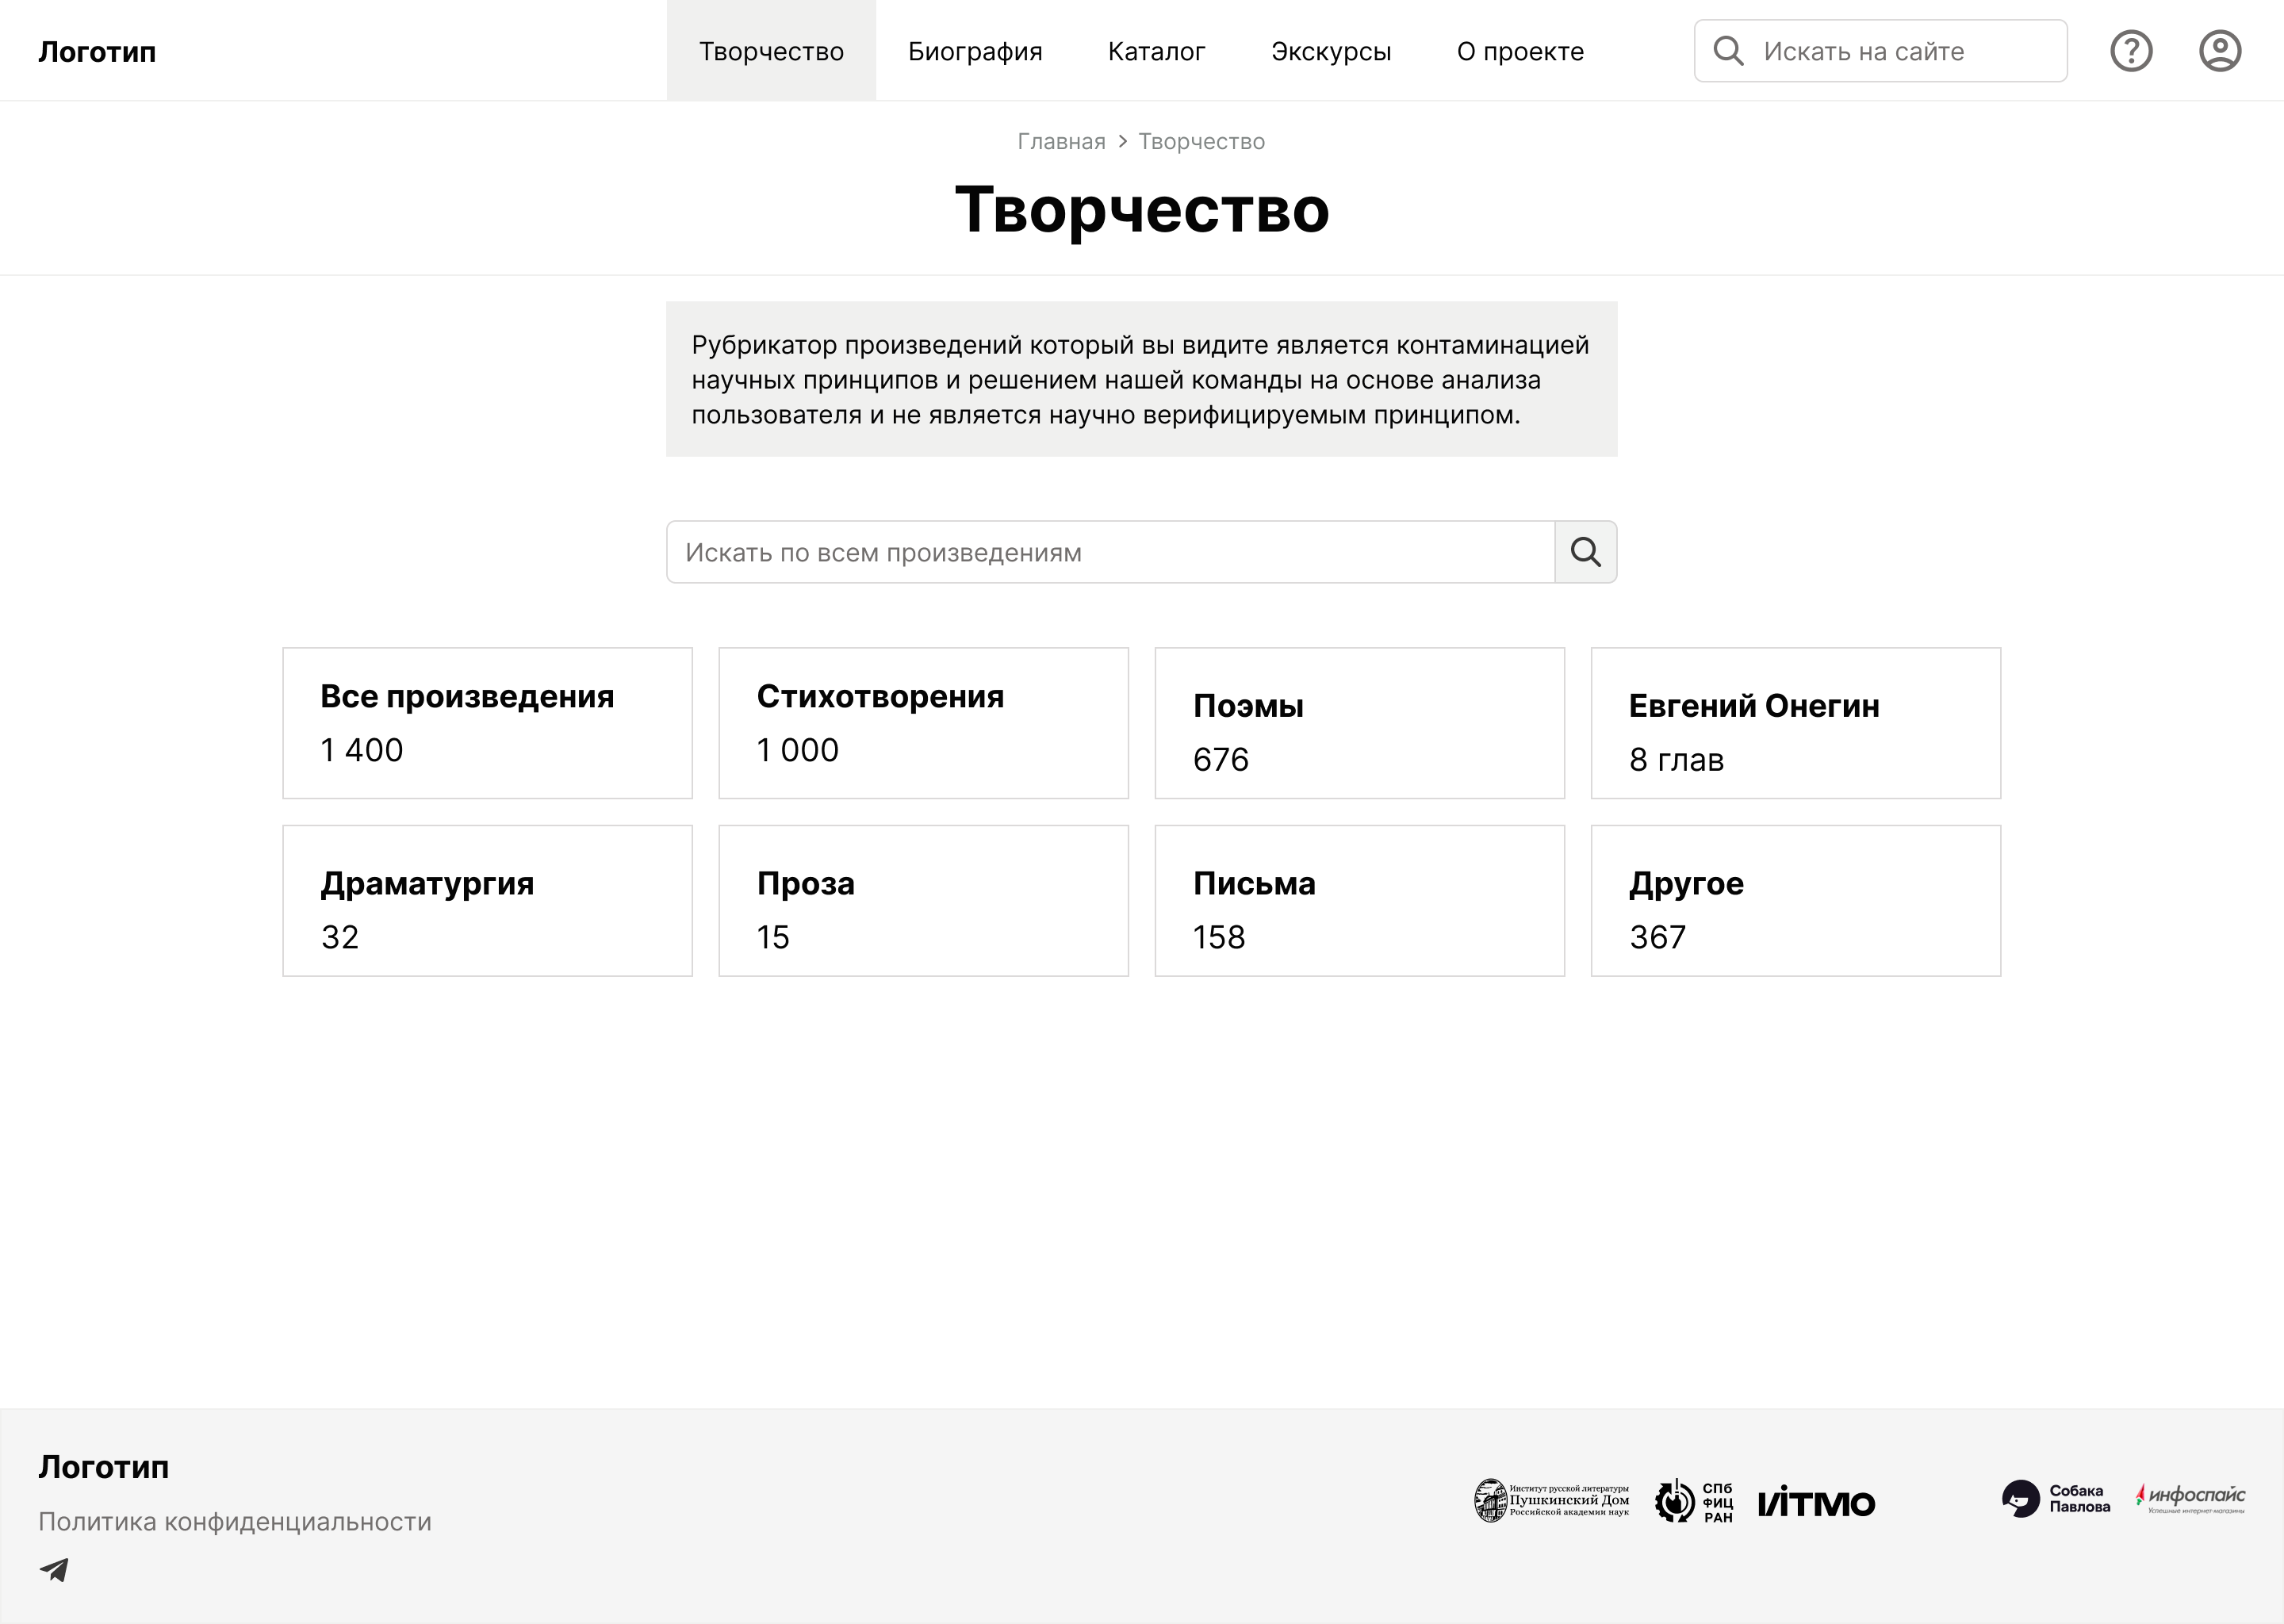 Логотип
Творчество
Биография
Каталог
Экскурсы
О проекте
Искать на сайте
Главная > Творчество
Творчество
Рубрикатор произведений который вы видите является контаминацией
научных принципов и решением нашей команды на основе анализа
пользователя и не является научно верифицируемым принципом.
Искать по всем произведениям
Все произведения
1 400
Стихотворения
1 000
Поэмы
676
Евгений Онегин
8 глав
Драматургия
32
Проза
15
Письма
158
Другое
367
Логотип
Политика конфиденциальности
Институт русской литературы
Пушкинский Дом
Российской академии наук
СПб
ФИЦ
РАН
ИТМО
Собака
Павлова
инфоспайс
Успешные интернет-магазины